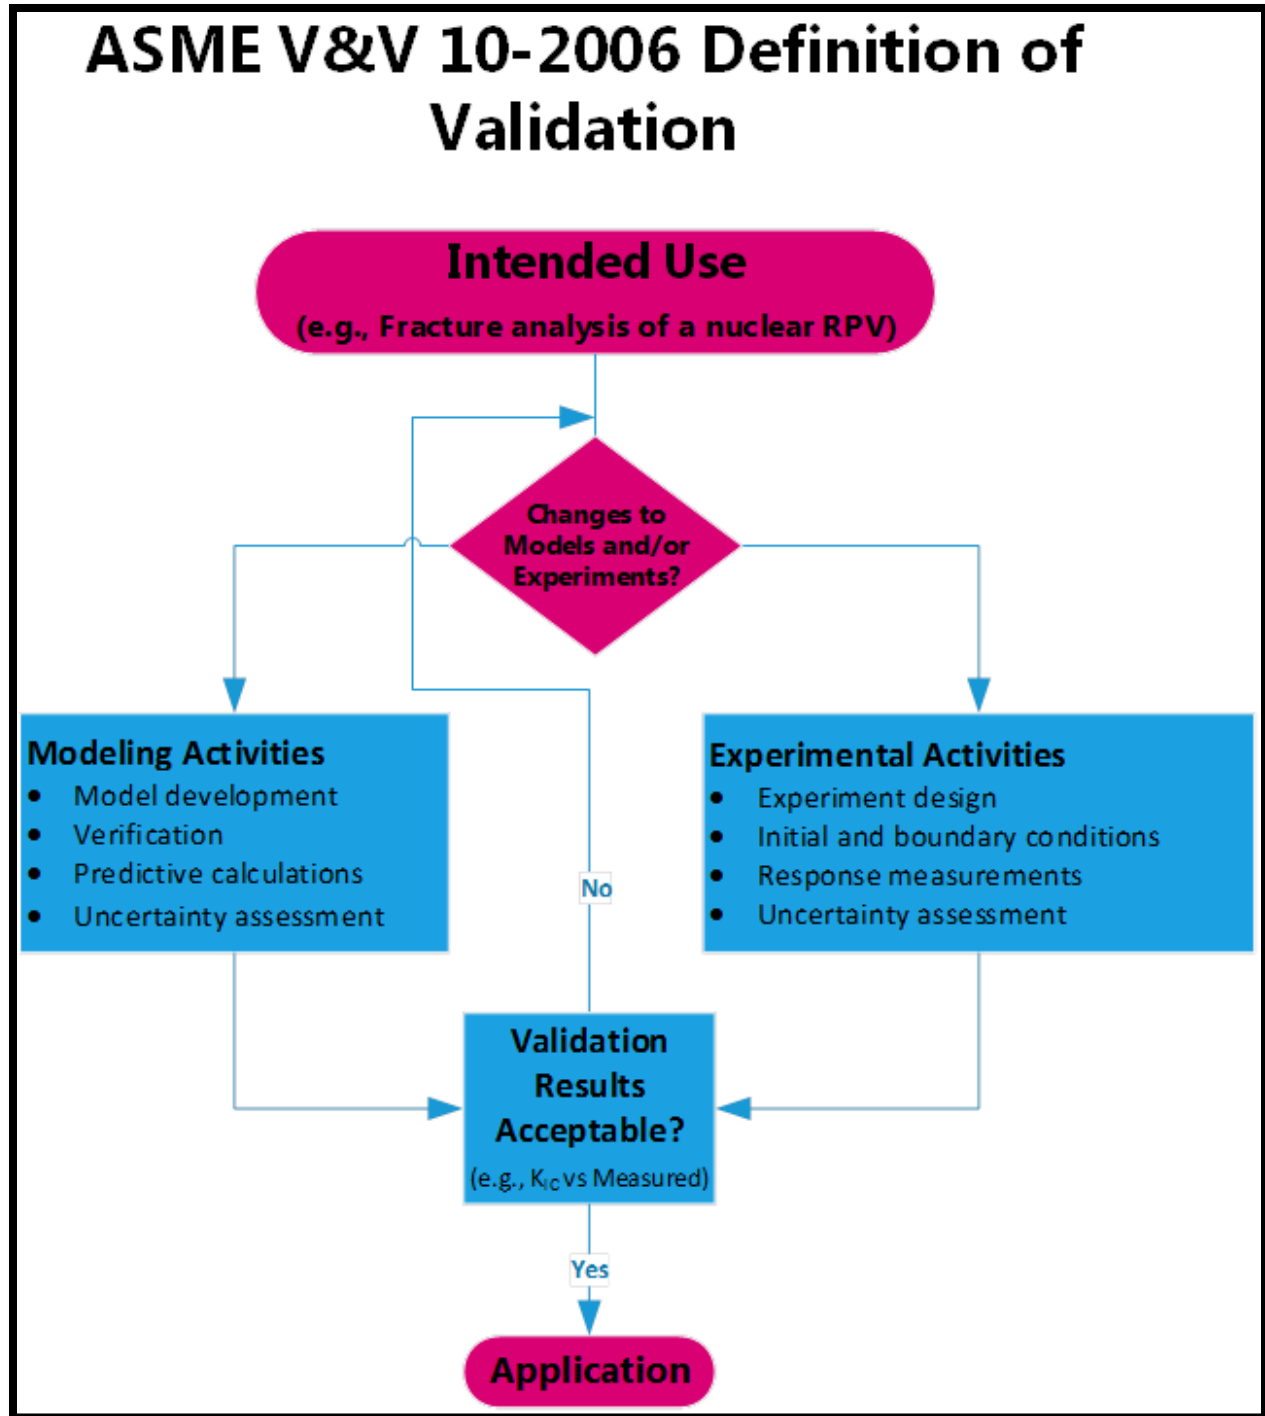 ASME V&V 10-2006 Definition of
Validation
Intended Use
(e.g., Fracture analysis of a nuclear RPV)
Changes to
Models and/or
Experiments?
Modeling Activities
• Model development
• Verification
• Predictive calculations
• Uncertainty assessment
Experimental Activities
• Experiment design
• Initial and boundary conditions
• Response measurements
• Uncertainty assessment
No
Validation
Results
Acceptable?
(e.g., KIC vs Measured)
Yes
Application